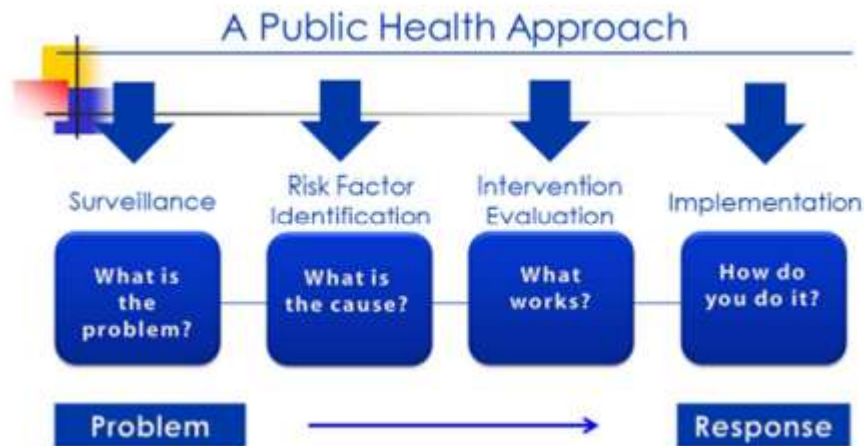 A Public Health Approach
Surveillance
Risk Factor
Identification
Intervention
Evaluation
Implementation
What is
the
problem?
What is
the cause?
What
works?
How do
you do it?
Problem
Response